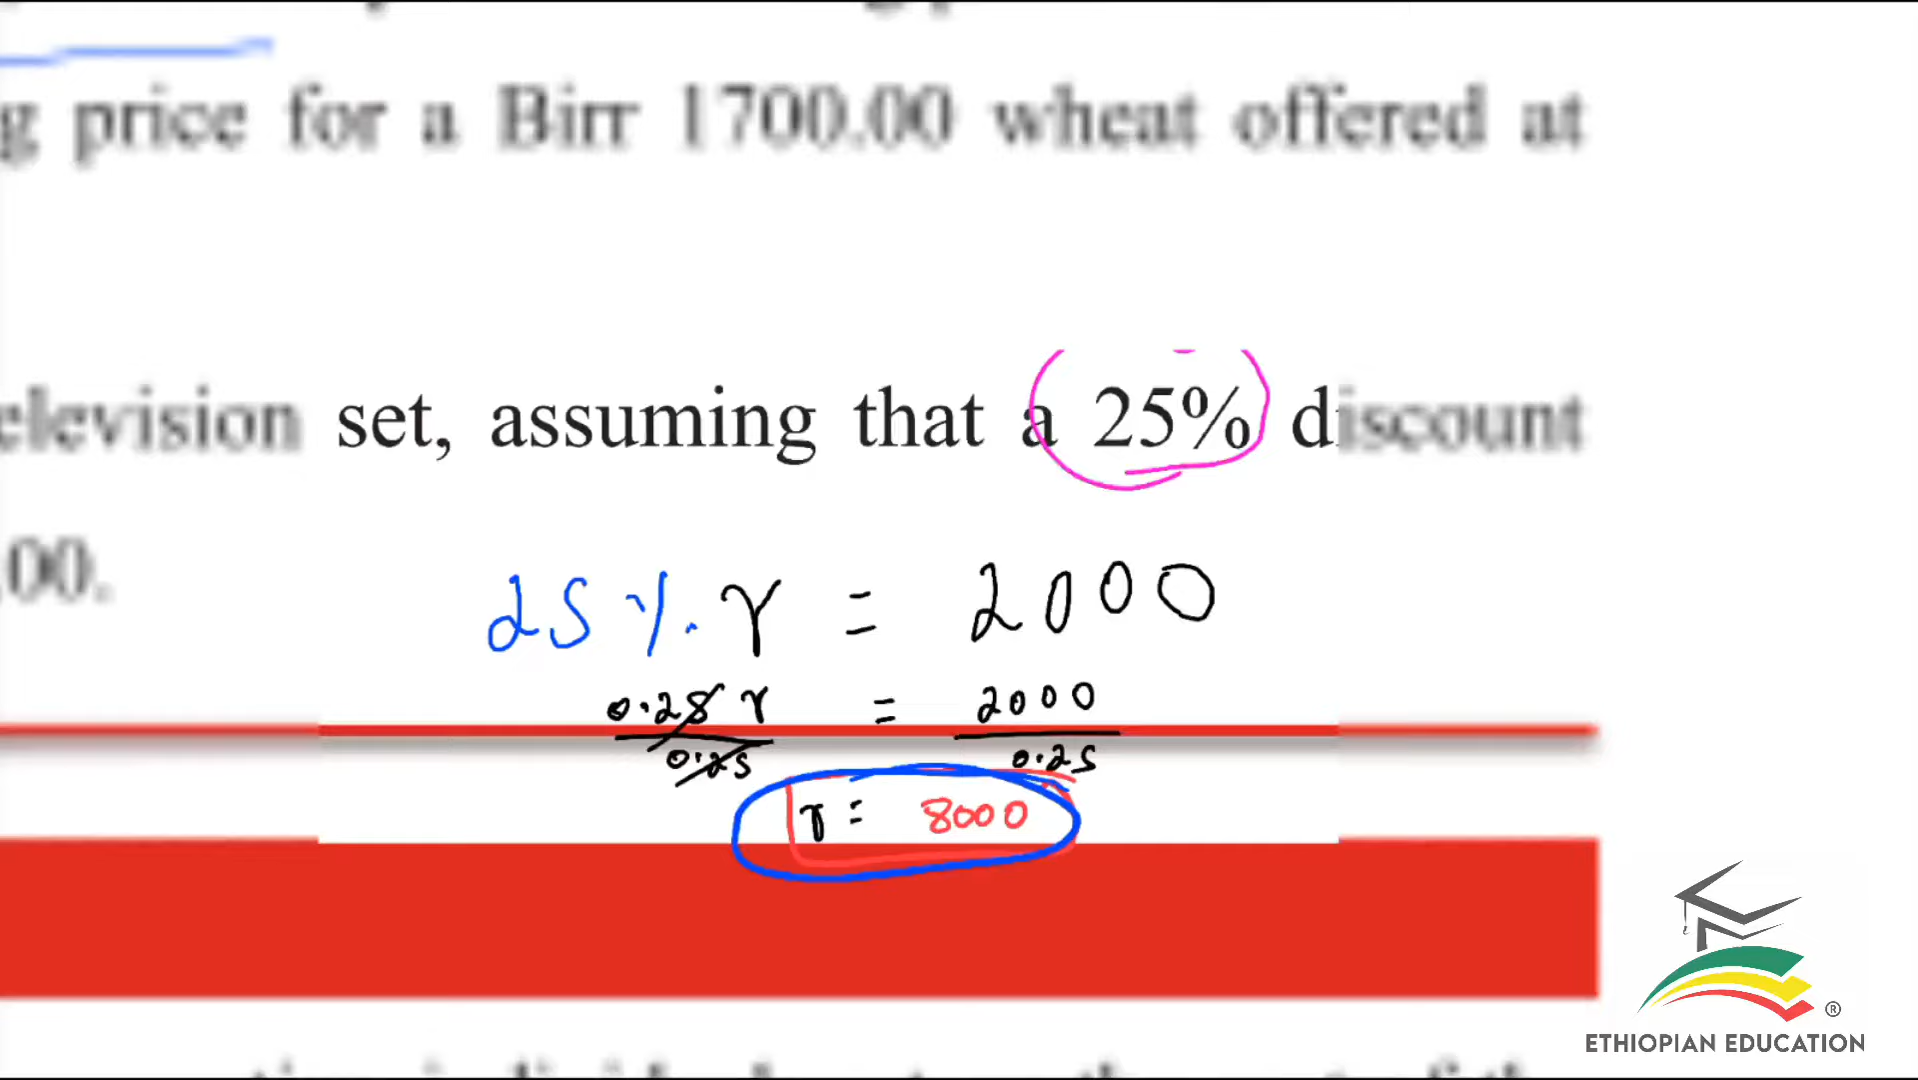 g price for a Birr 1700.00 wheat offered at
elevision set, assuming that a 25% discount
.00.
25%. r = 2000
0.25 r = 2000
0.25 0.25
r = 8000
®
ETHIOPIAN EDUCATION